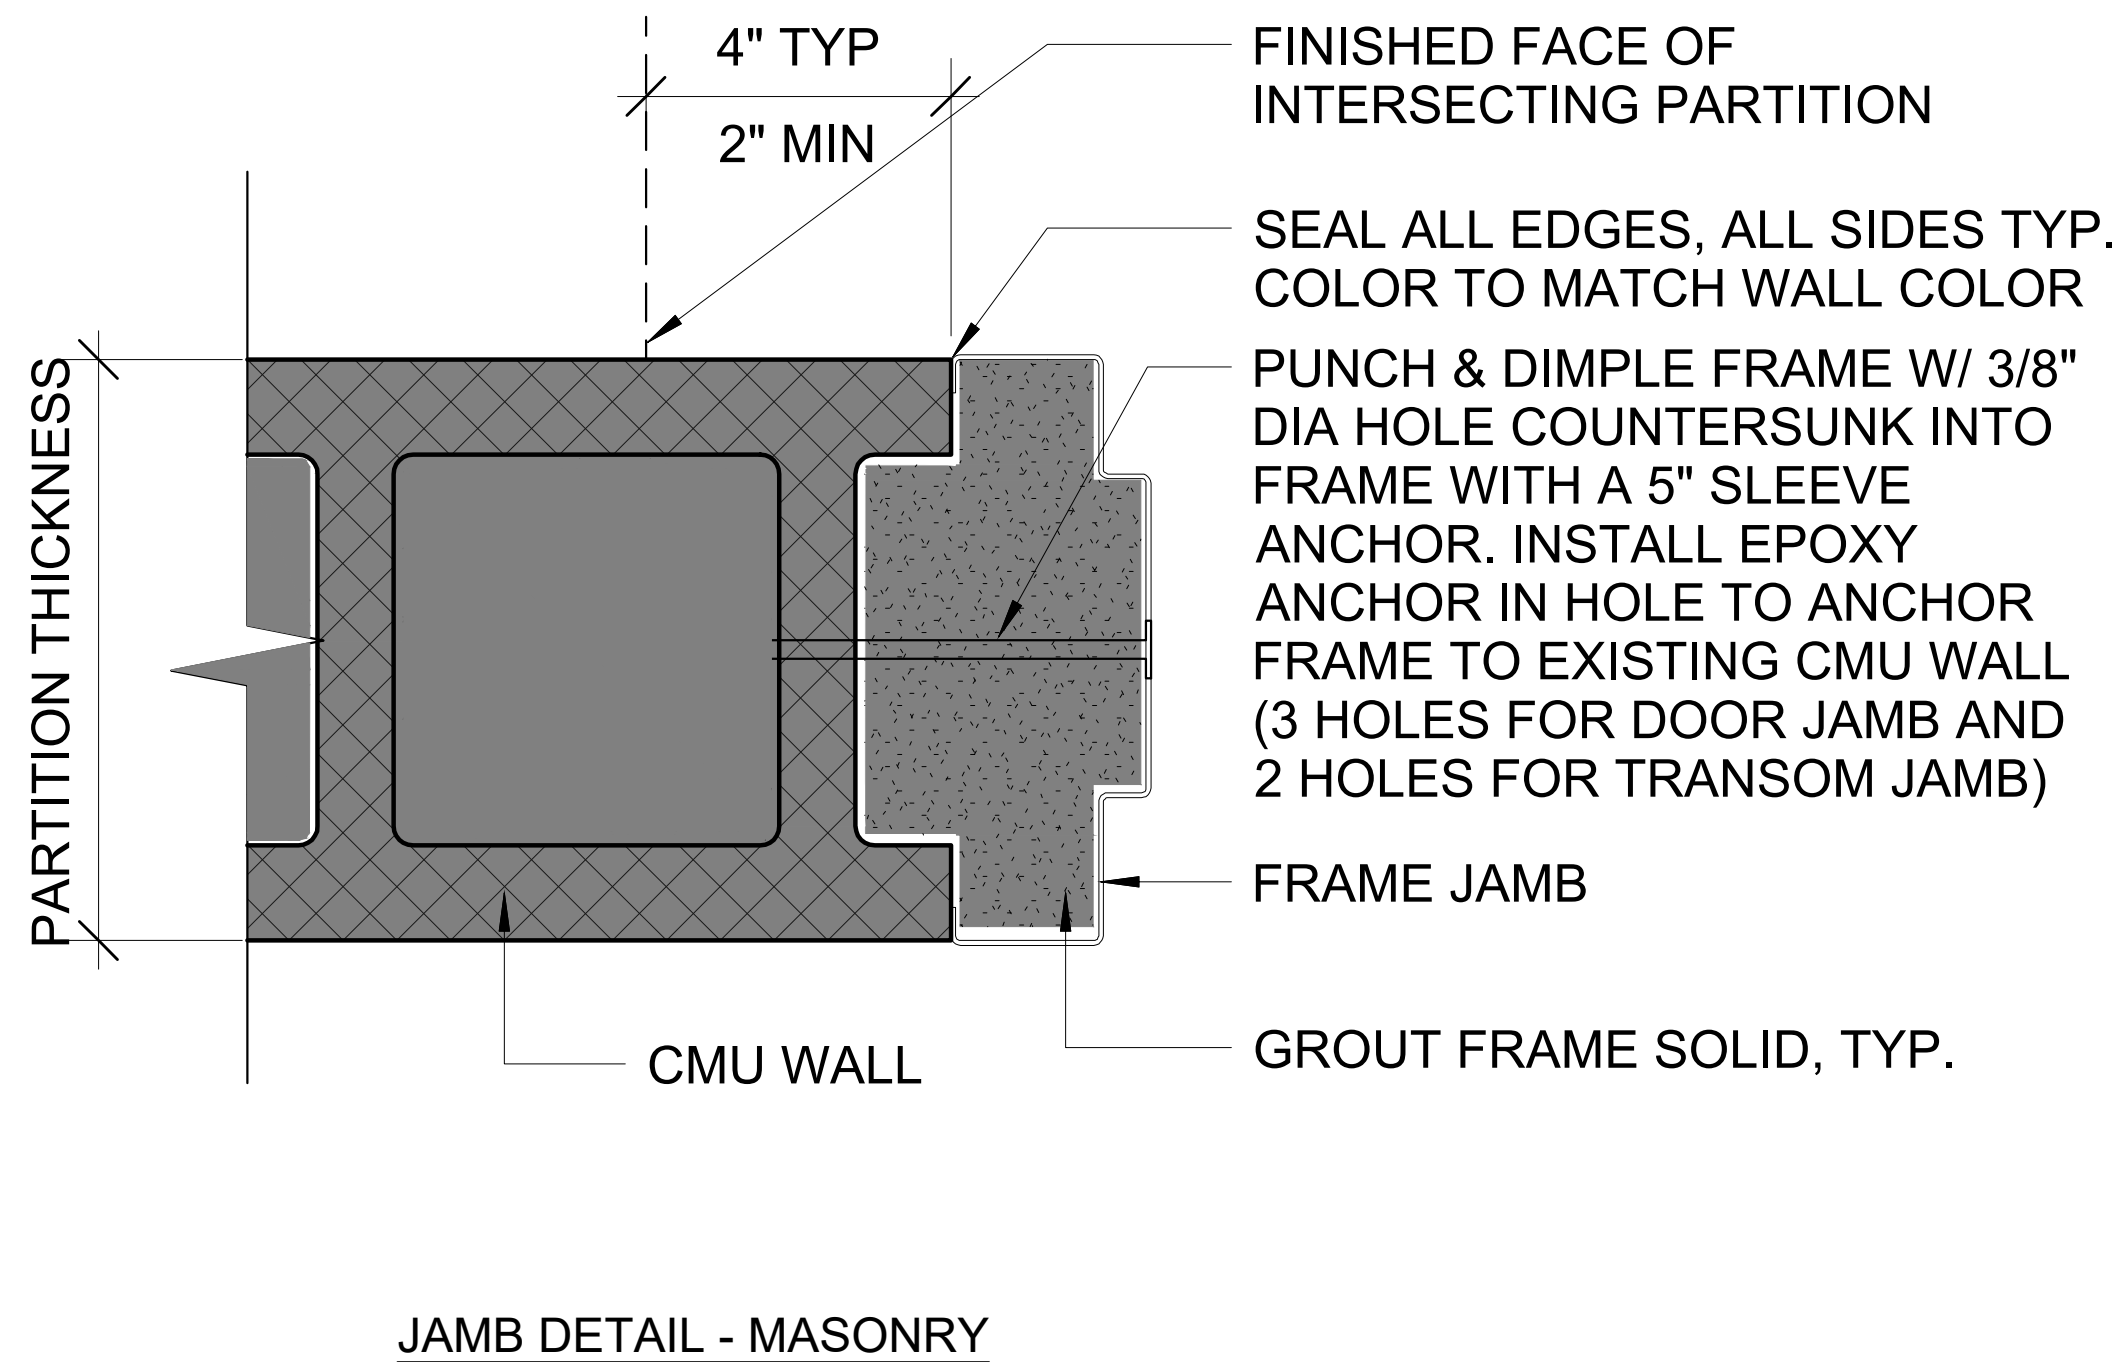 4" TYP
2" MIN
FINISHED FACE OF
INTERSECTING PARTITION
SEAL ALL EDGES, ALL SIDES TYP.
COLOR TO MATCH WALL COLOR
PUNCH & DIMPLE FRAME W/ 3/8"
DIA HOLE COUNTERSUNK INTO
FRAME WITH A 5" SLEEVE
ANCHOR. INSTALL EPOXY
ANCHOR IN HOLE TO ANCHOR
FRAME TO EXISTING CMU WALL
(3 HOLES FOR DOOR JAMB AND
2 HOLES FOR TRANSOM JAMB)
FRAME JAMB
GROUT FRAME SOLID, TYP.
PARTITION THICKNESS
CMU WALL
JAMB DETAIL - MASONRY